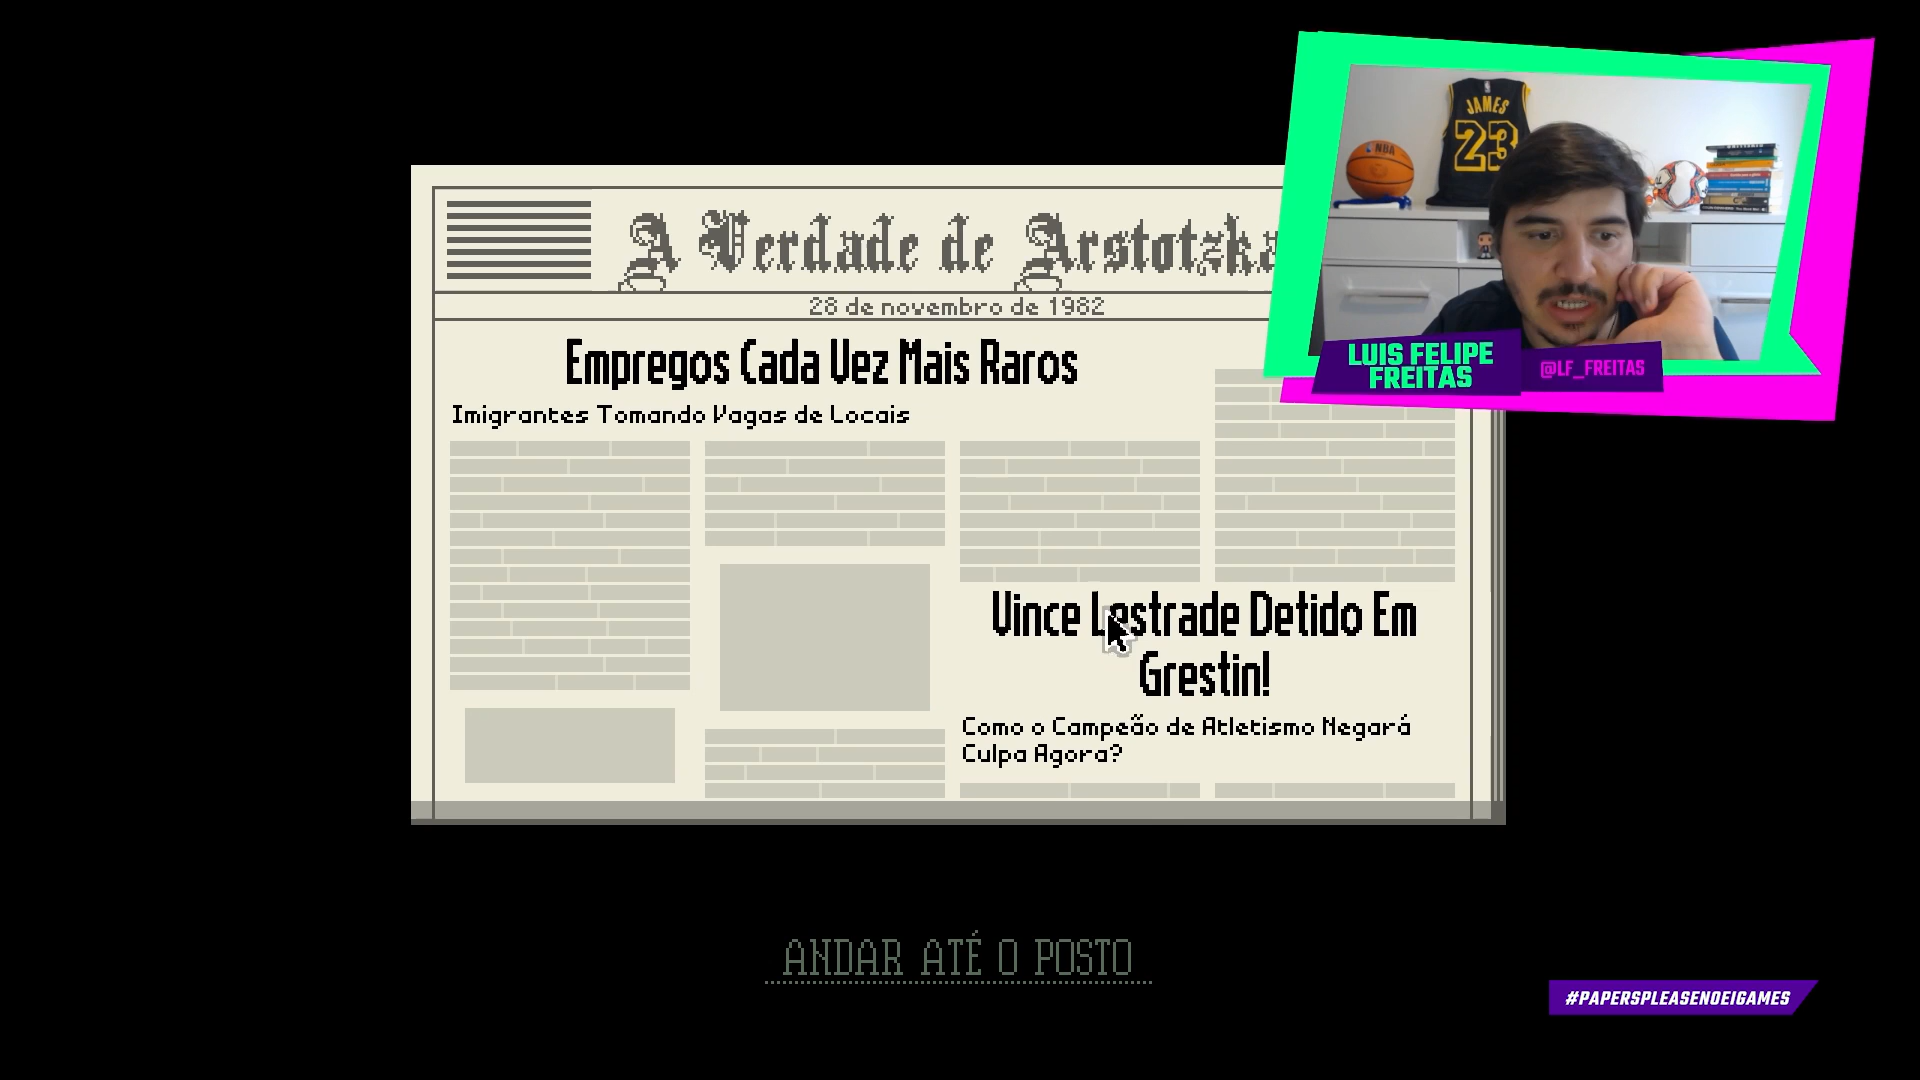 A Verdade de Arstotzka
28 de novembro de 1982
Empregos Cada Vez Mais Raros
Imigrantes Tomando Vagas de Locais
Vince Lestrade Detido Em
Grestin!
Como o Campeão de Atletismo Negará
Culpa Agora?
ANDAR ATÉ O POSTO
JAMES
23
NBA
LUIS FELIPE
FREITAS
@LF_FREITAS
#PAPERSPLEASENOEIGAMES